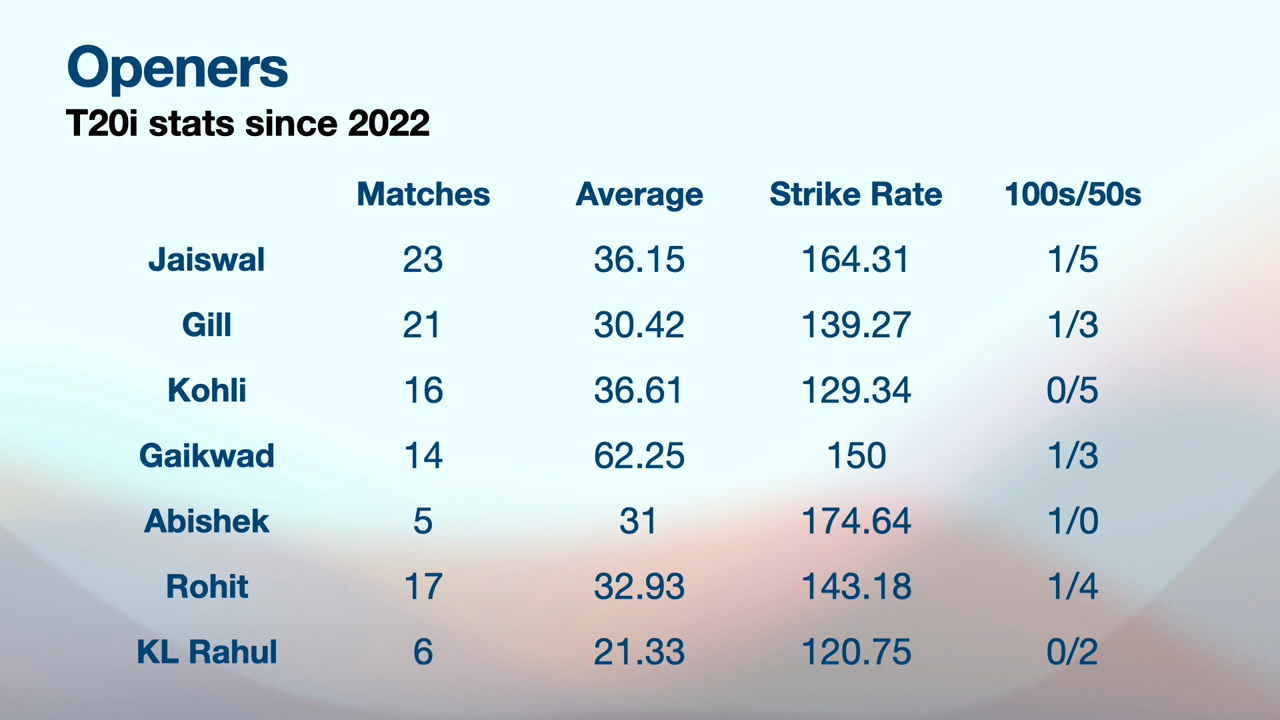 Openers
T20i stats since 2022
Matches Average Strike Rate 100s/50s
Jaiswal 23 36.15 164.31 1/5
Gill 21 30.42 139.27 1/3
Kohli 16 36.61 129.34 0/5
Gaikwad 14 62.25 150 1/3
Abishek 5 31 174.64 1/0
Rohit 17 32.93 143.18 1/4
KL Rahul 6 21.33 120.75 0/2